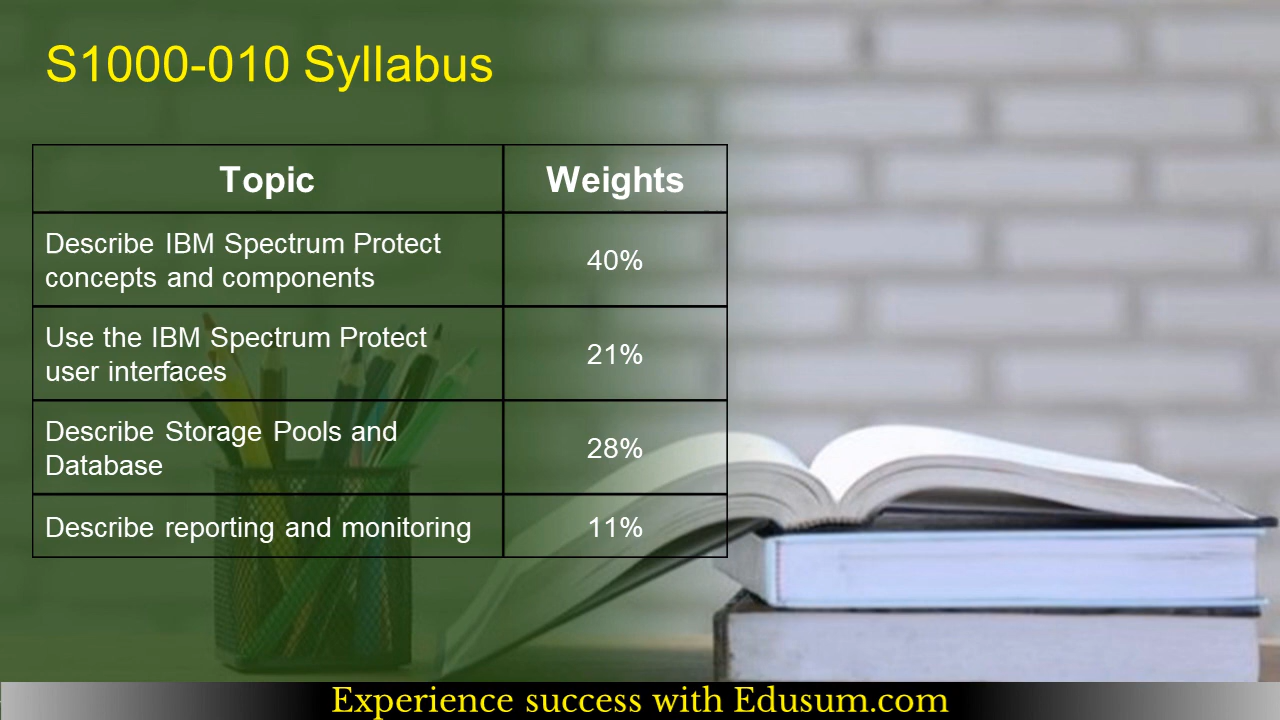 S1000-010 Syllabus
Topic
Weights
Describe IBM Spectrum Protect
concepts and components
40%
Use the IBM Spectrum Protect
user interfaces
21%
Describe Storage Pools and
Database
28%
Describe reporting and monitoring
11%
Experience success with Edusum.com